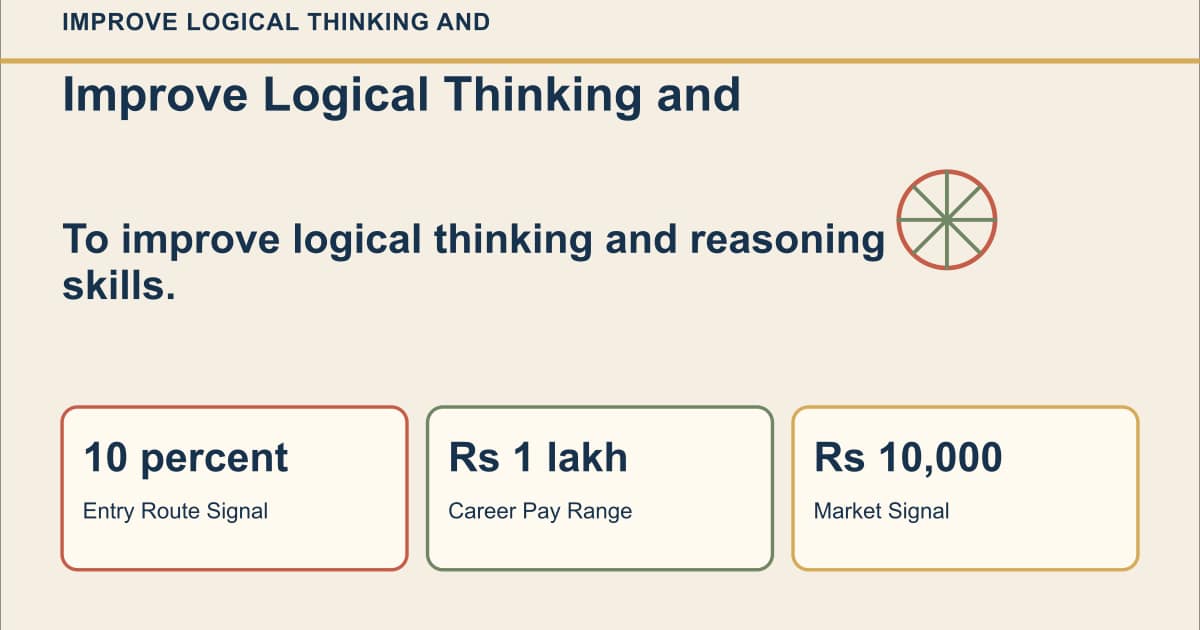 IMPROVE LOGICAL THINKING AND
Improve Logical Thinking and
To improve logical thinking and reasoning
skills.
10 percent
Entry Route Signal
Rs 1 lakh
Career Pay Range
Rs 10,000
Market Signal